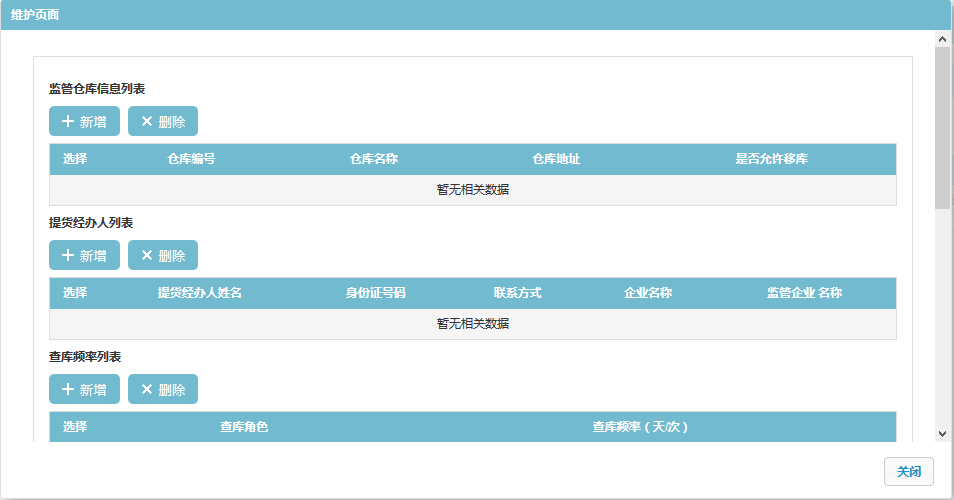 维护页面
监管仓库信息列表
新增 删除
选择 仓库编号 仓库名称 仓库地址 是否允许移库
暂无相关数据
提货经办人列表
新增 删除
选择 提货经办人姓名 身份证号码 联系方式 企业名称 监管企业 名称
暂无相关数据
查库频率列表
新增 删除
选择 查库角色 查库频率（天/次）
关闭